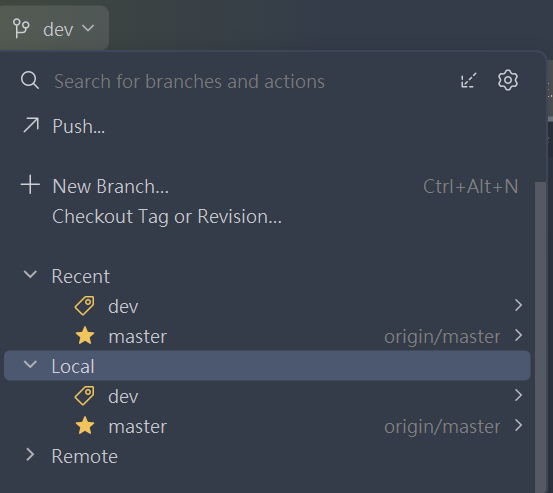 dev
Search for branches and actions
Push...
New Branch... Ctrl+Alt+N
Checkout Tag or Revision...
Recent
dev
master origin/master
Local
dev
master origin/master
Remote